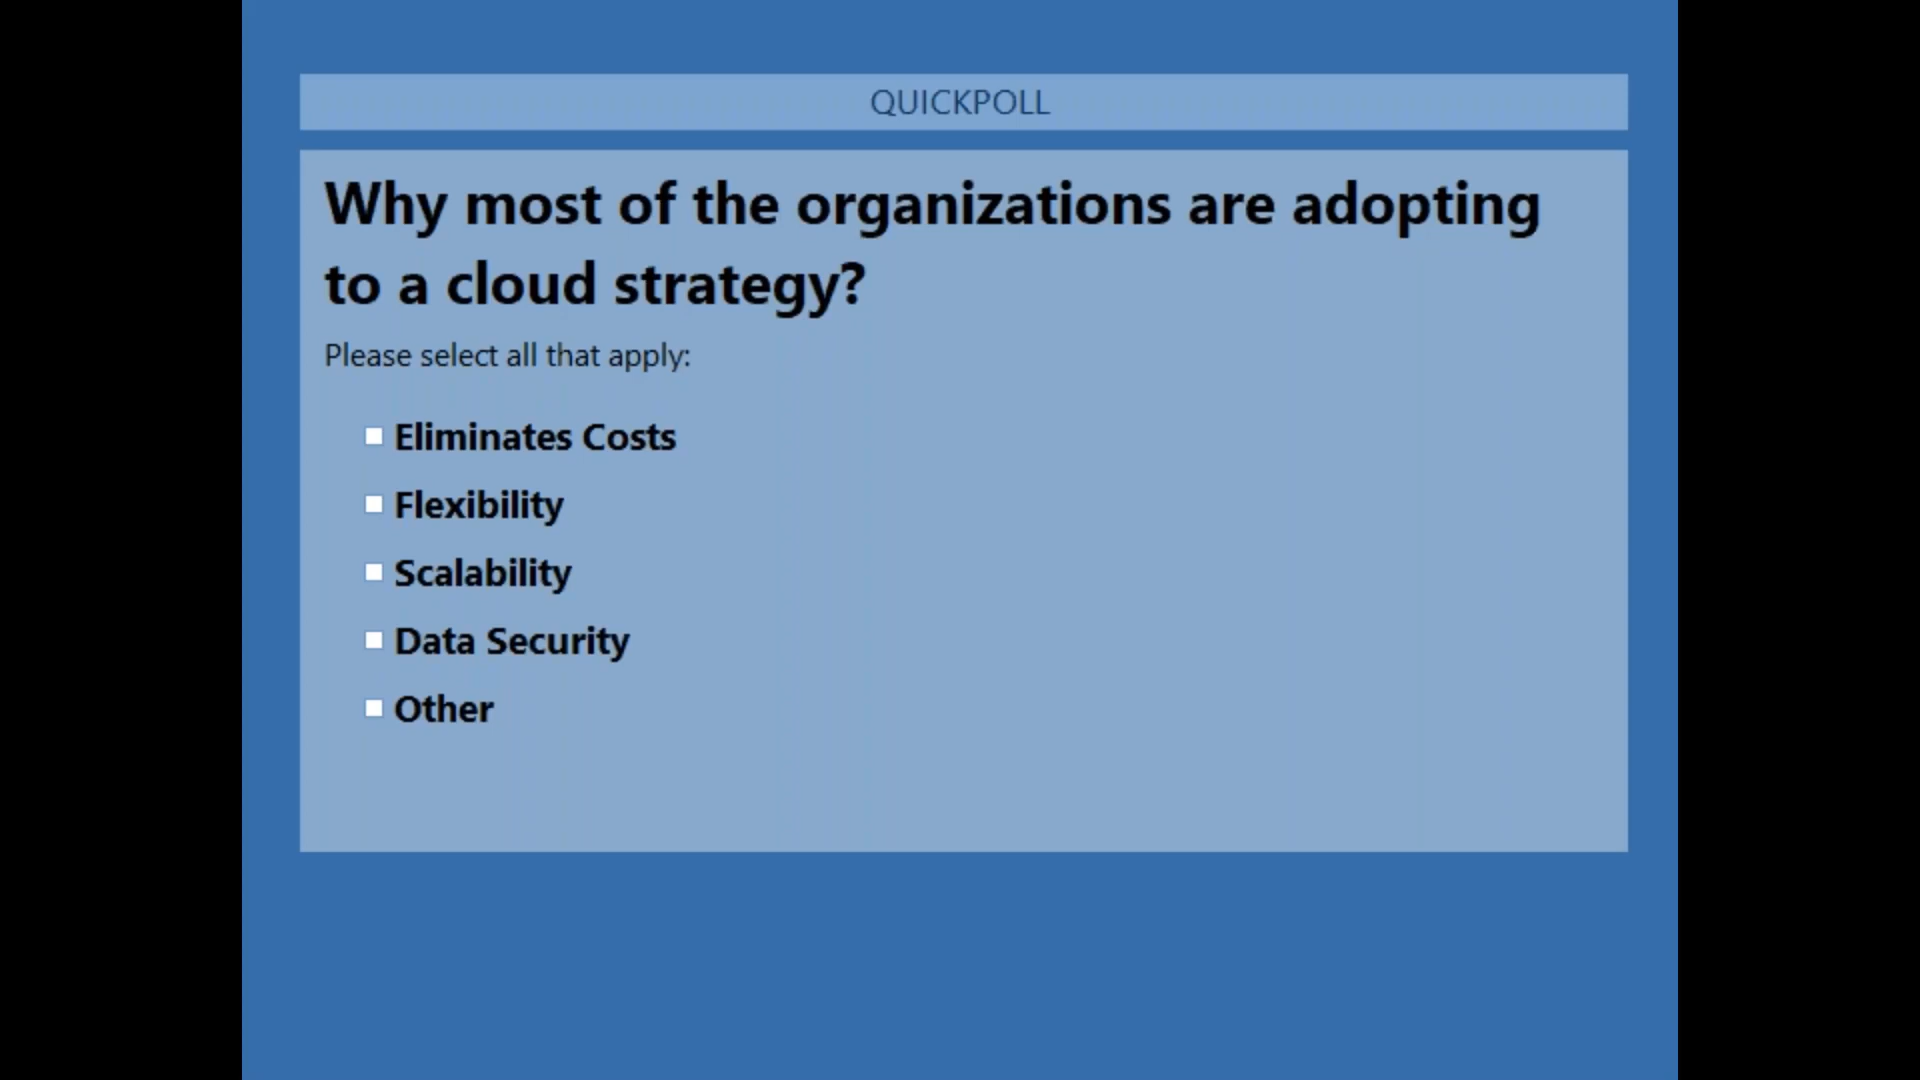 QUICKPOLL
Why most of the organizations are adopting
to a cloud strategy?
Please select all that apply:
Eliminates Costs
Flexibility
Scalability
Data Security
Other